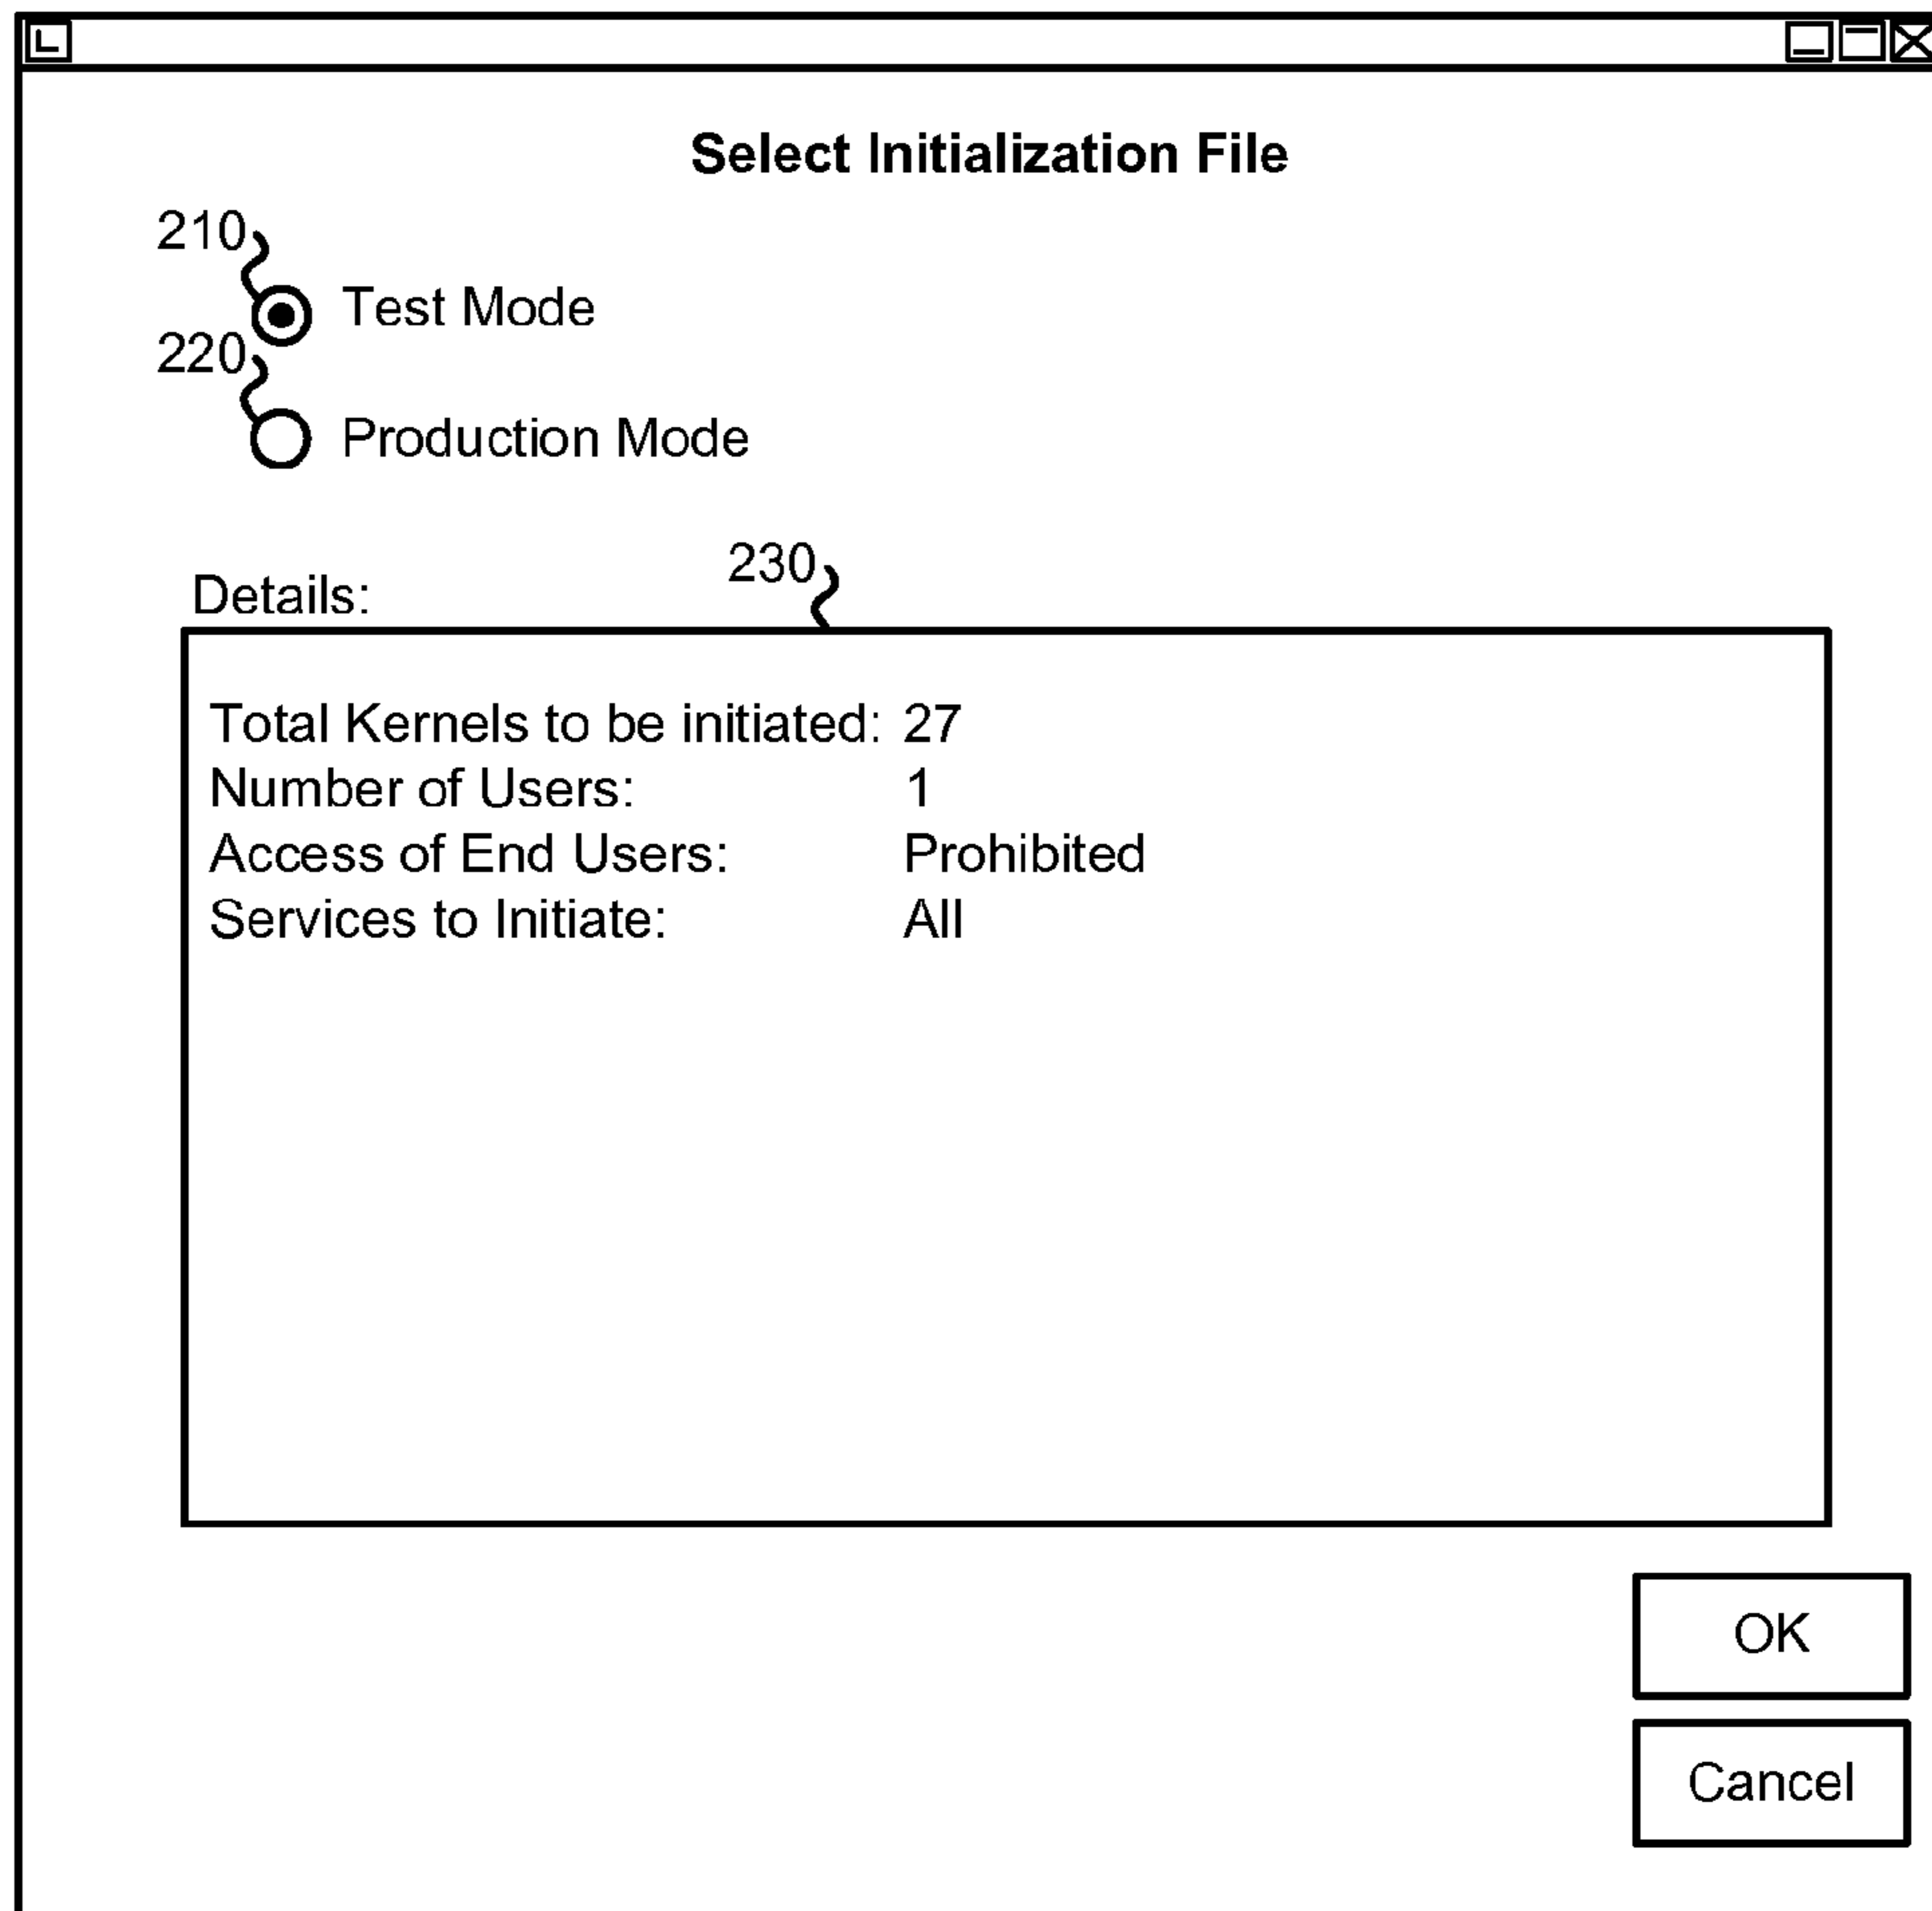 Select Initialization File
210
Test Mode
220
Production Mode
230
Details:
Total Kernels to be initiated: 27
Number of Users: 1
Access of End Users: Prohibited
Services to Initiate: All
OK
Cancel